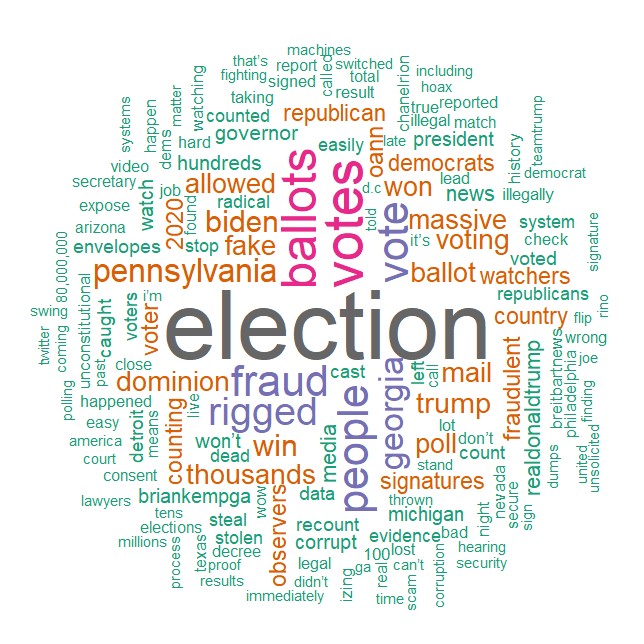 machines
that's
report
switched
including
fighting
signed
called
total
hoax
chanelrion
taking
result
true
reported
systems
happen
matter
watching
counted
republican
illegal
match
teamtrump
dems
hard
governor
easily
oann
late
president
history
video
hundreds
ballots
votes
democrats
democrat
secretary
job
allowed
d.c
won
lead
news
illegally
expose
watch
2020
found
radical
told
vote
massive
system
signature
arizona
biden
it's
voting
check
envelopes
stop
fake
voted
80,000,000
pennsylvania
ballot
watchers
unconstitutional
i'm
republicans
rino
swing
caught
voters
voter
election
country
flip
twitter
coming
past
close
wrong
polling
dominion
fraud
cast
georgia
left
call
mail
fraudulent
realdonaldtrump
breitbartnews
philadelphia
joe
happened
live
rigged
people
trump
finding
easy
detroit
means
counting
lot
america
won't
win
media
poll
don't
count
court
dead
stand
united
unsolicited
consent
thousands
signatures
nevada
dumps
lawyers
briankempga
wow
observers
data
thrown
michigan
night
secure
sign
tens
steal
recount
evidence
bad
elections
stolen
corrupt
100
lost
hearing
millions
process
texas
decree
proof
legal
ga
real
can't
corruption
security
results
didn't
izing
immediately
time
scam